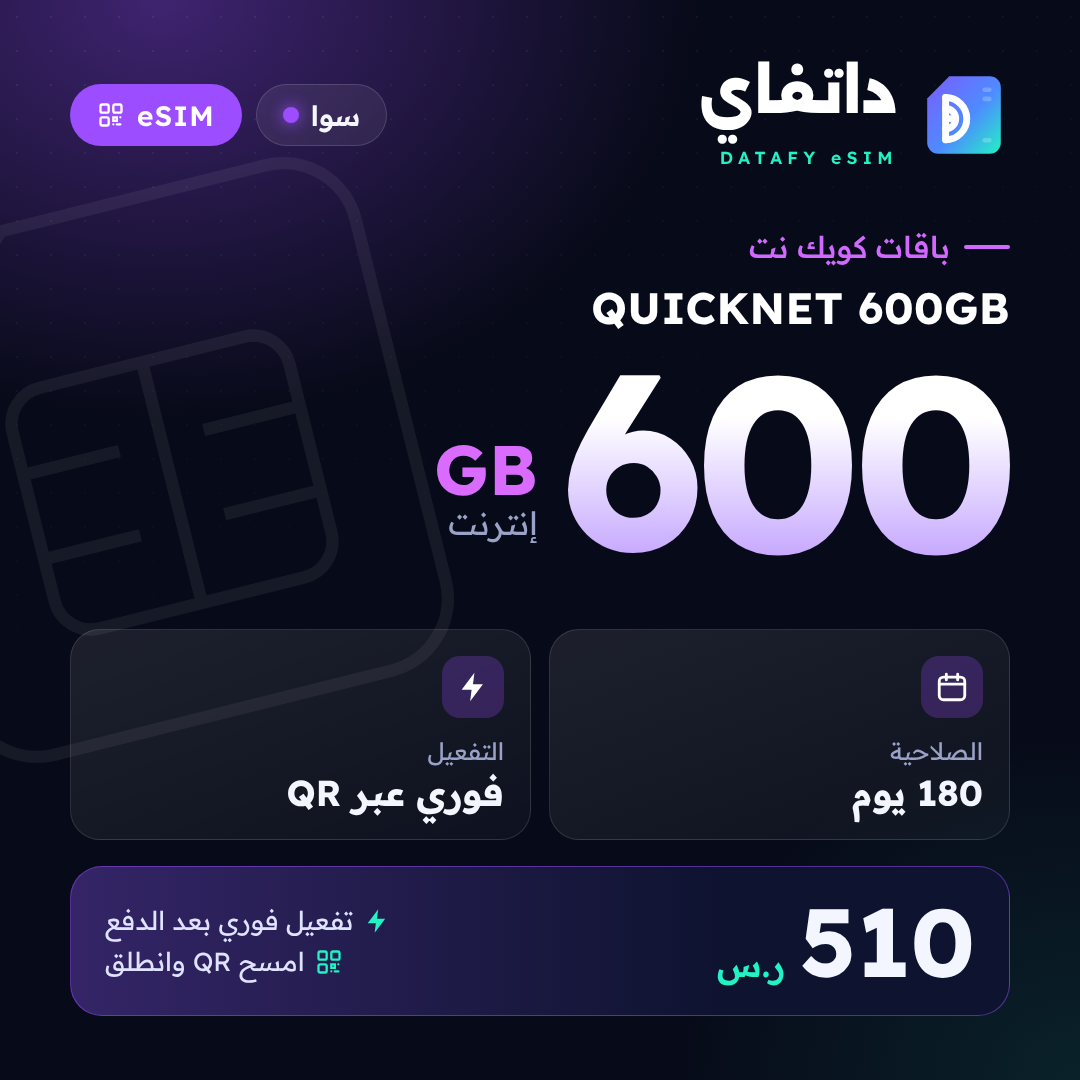 داتفاي
DATAFY eSIM
سوا
eSIM
باقات كويك نت
QUICKNET 600GB
600 GB
إنترنت
الصلاحية
180 يوم
التفعيل
فوري عبر QR
510 ر.س
تفعيل فوري بعد الدفع
امسح QR وانطلق